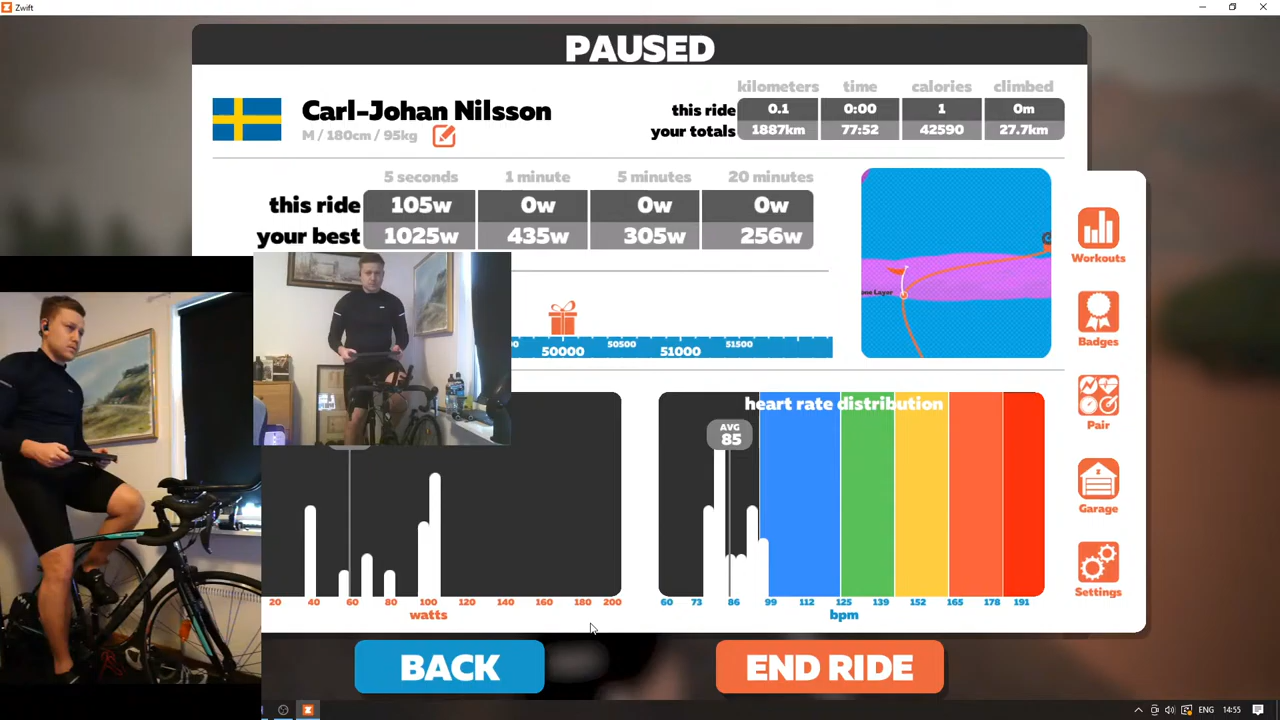 Zwift
PAUSED
Carl-Johan Nilsson
M / 180cm / 95kg
kilometers time calories climbed
this ride 0.1 0:00 1 0m
your totals 1887km 77:52 42590 27.7km
5 seconds 1 minute 5 minutes 20 minutes
this ride 105w 0w 0w 0w
your best 1025w 435w 305w 256w
one Layer
50000 50500 51000 51500
heart rate distribution
AVG
85
20 40 60 80 100 120 140 160 180 200
watts
60 73 86 99 112 125 139 152 165 178 191
bpm
Workouts
Badges
Pair
Garage
Settings
BACK
END RIDE
ENG 14:55